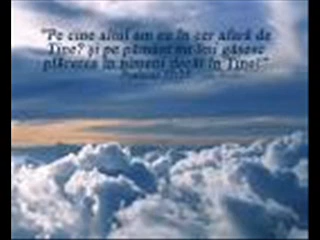 "Pe cine altul am eu în cer afară de
Tine? și pe pământ nu-mi găsesc
plăcerea în nimeni decât în Tine!"